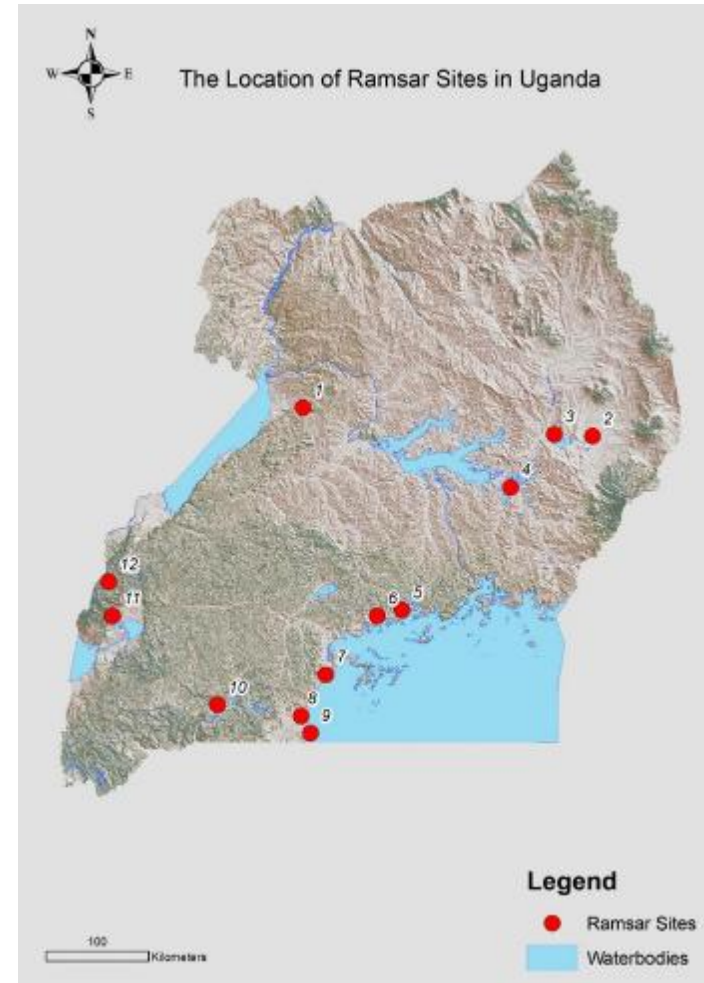 N
W E
S
The Location of Ramsar Sites in Uganda
1
3 2
4
12
11
6 5
7
10
8
9
Legend
Ramsar Sites
Waterbodies
100
Kilometers